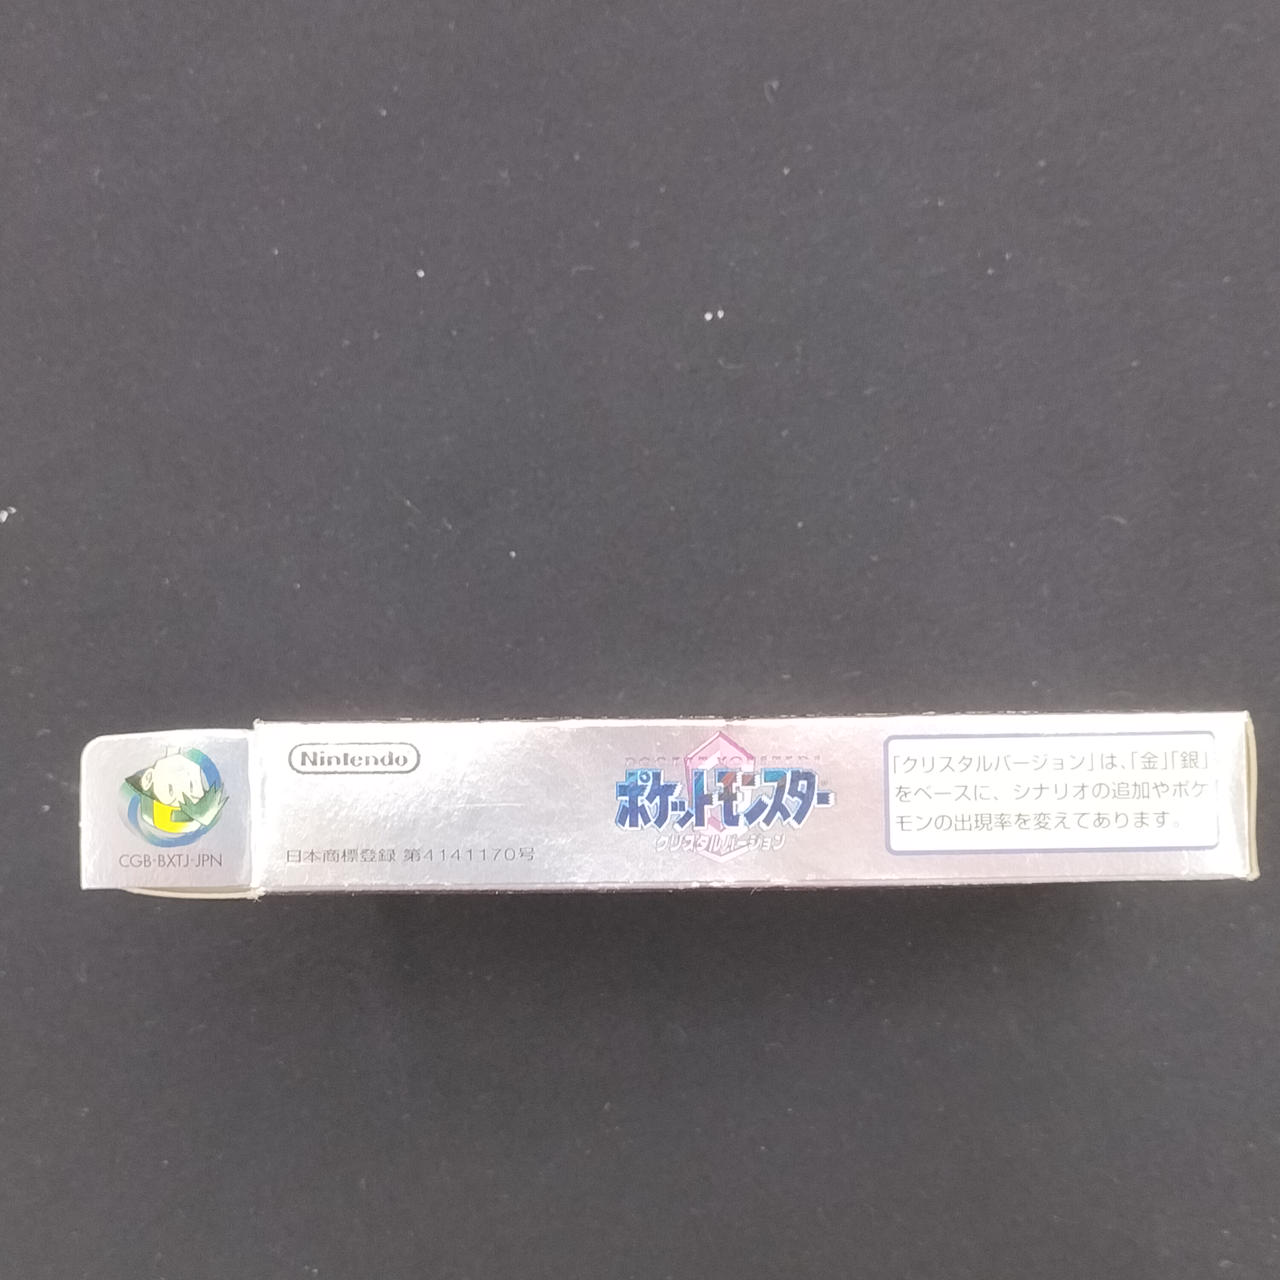 Nintendo
日本商標登録 第4141170号
CGB-BXTJ-JPN
ポケットモンスター
クリスタルバージョン
「クリスタルバージョン」は、「金」「銀」
をベースに、シナリオの追加やポケ
モンの出現率を変えてあります。